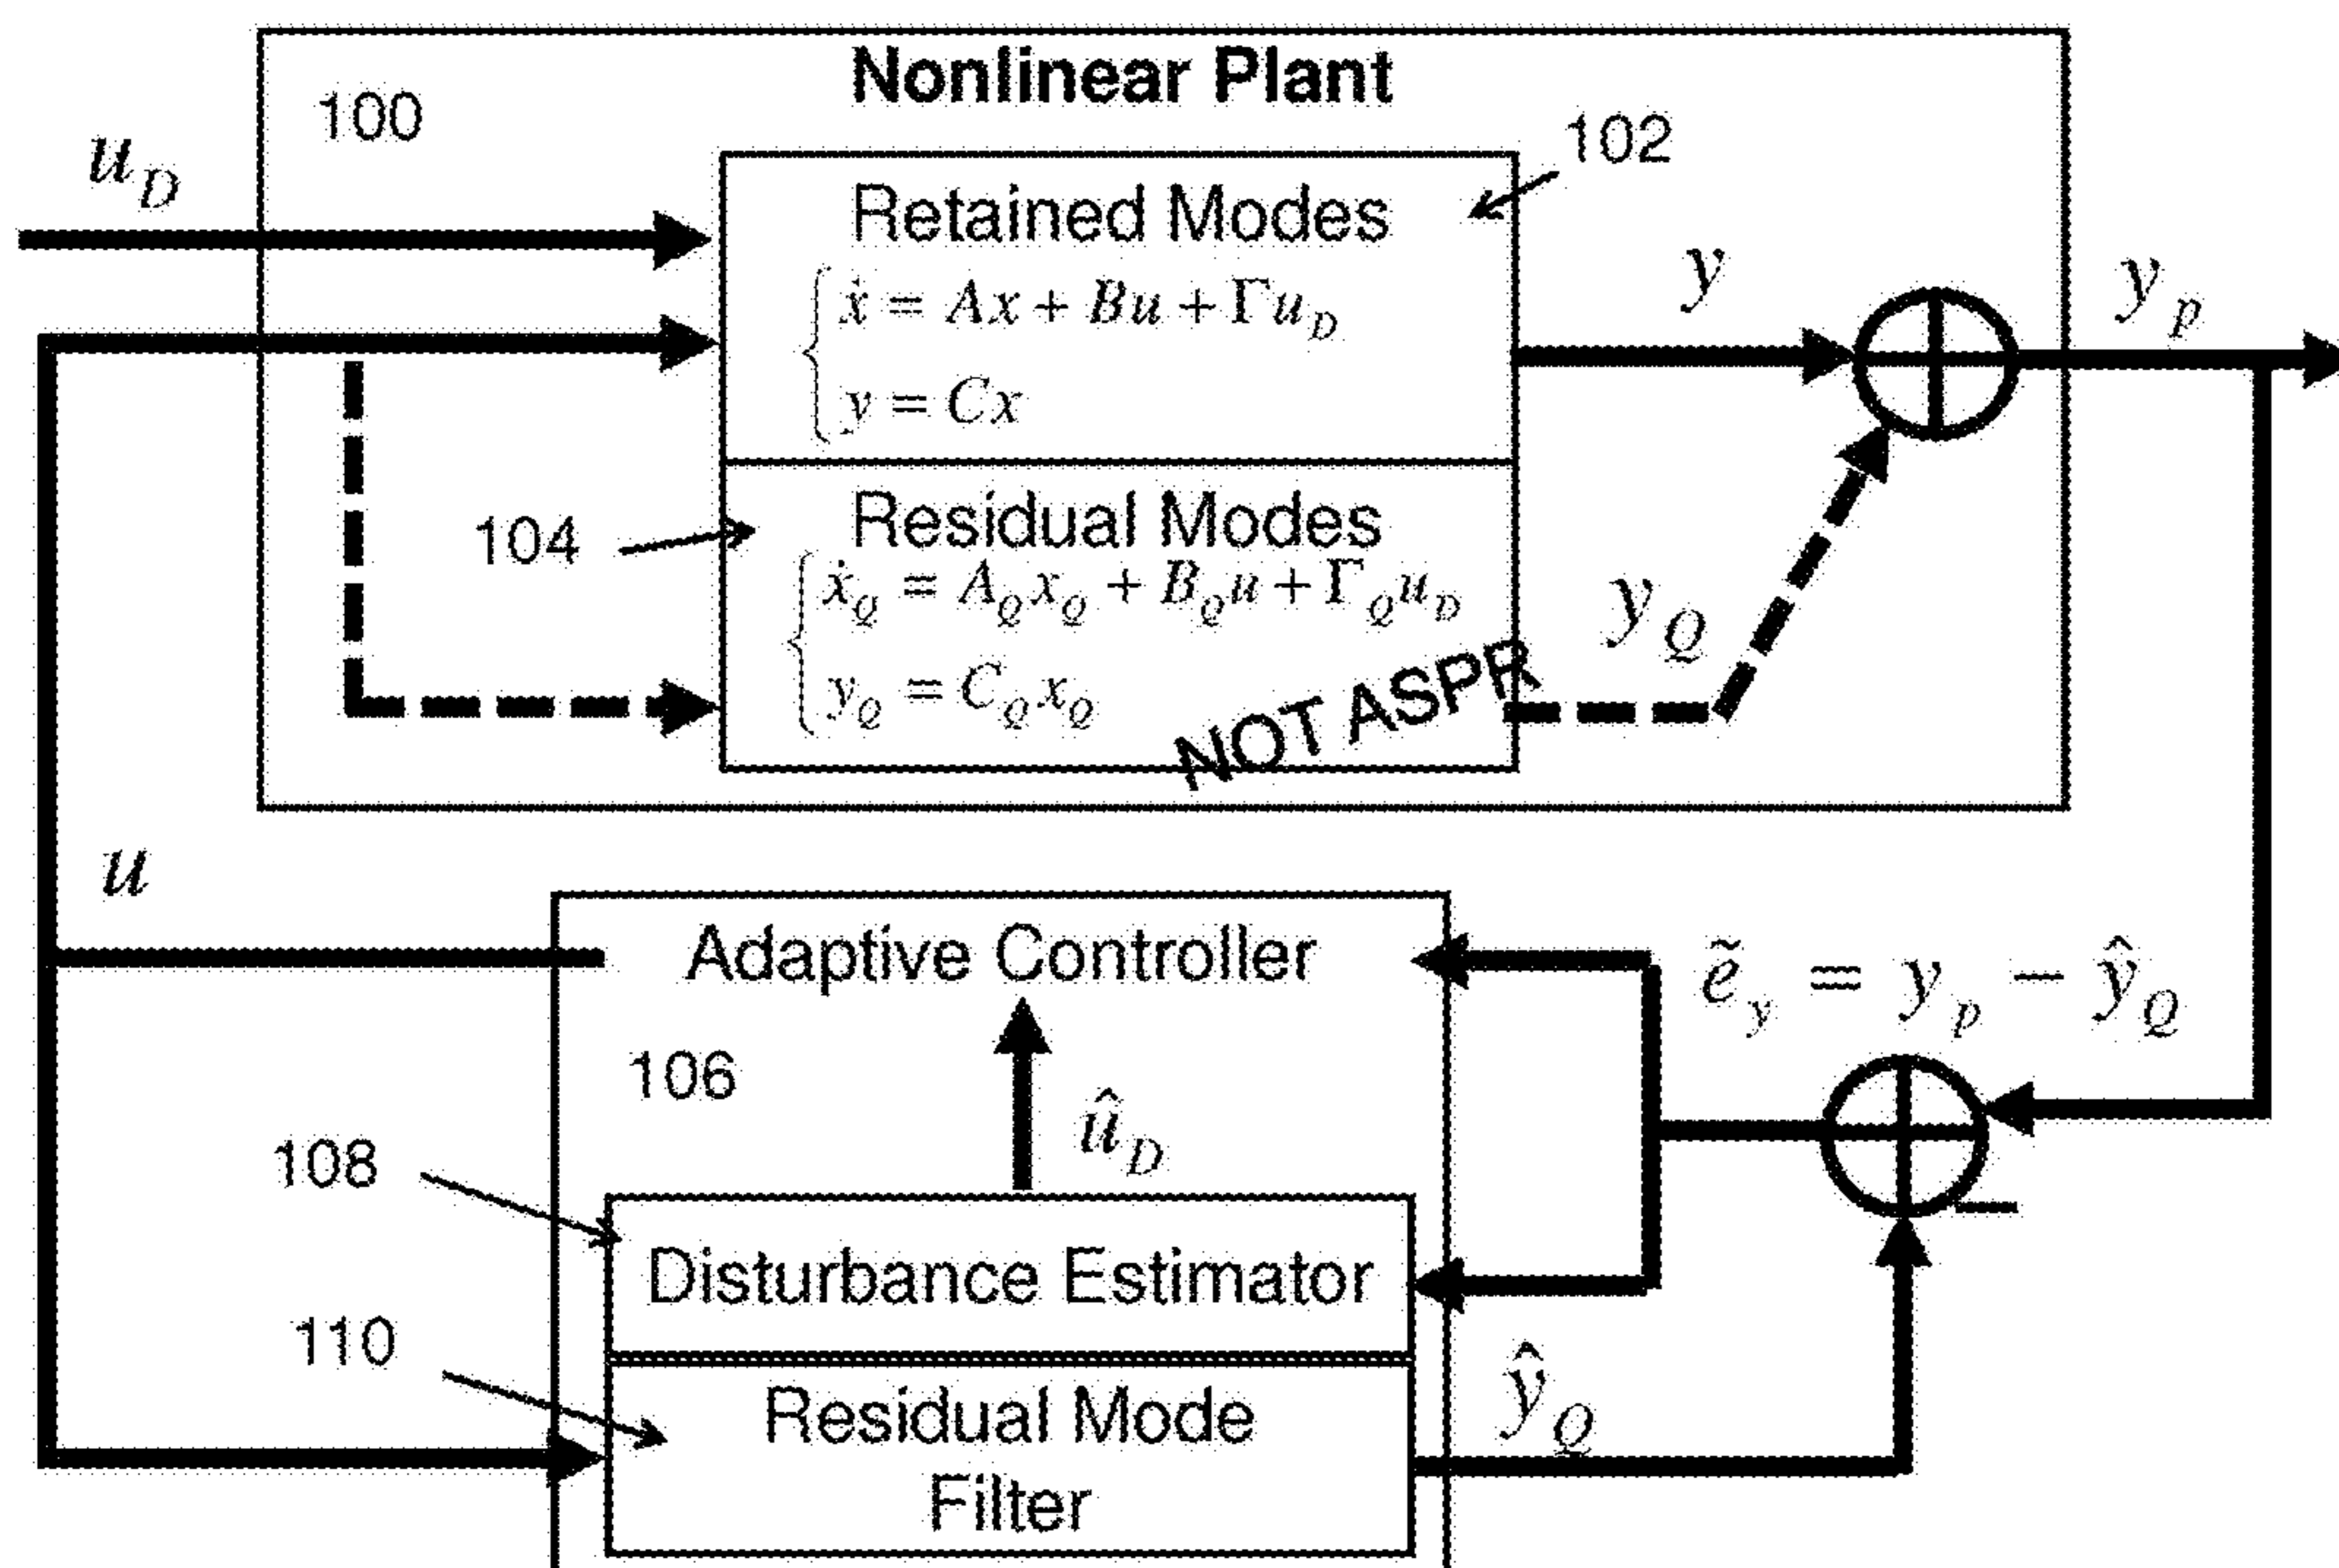 Nonlinear Plant
100
102
u_D
Retained Modes
ẋ = Ax + Bu + Γu_D
y = Cx
y
y_p
104
Residual Modes
ẋ_Q = A_Q x_Q + B_Q u + Γ_Q u_D
y_Q = C_Q x_Q
NOT ASPR
y_Q
u
Adaptive Controller
ẽ_y = y_p − ŷ_Q
106
û_D
108
−
Disturbance Estimator
110
Residual Mode
Filter
ŷ_Q